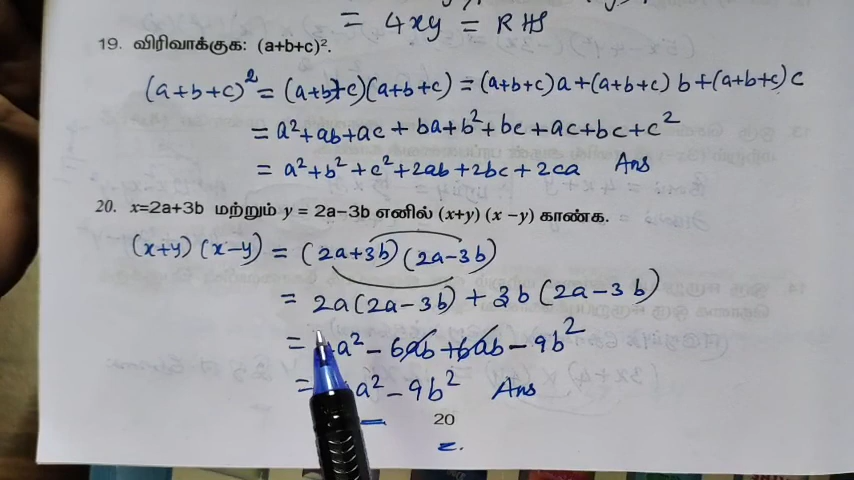 = 4xy = RHS
19. விரிவாக்குக: (a+b+c)².
(a+b+c)² = (a+b+c)(a+b+c) = (a+b+c)a+(a+b+c) b+(a+b+c) c
= a²+ab+ac + ba+b²+bc+ac+bc+c²
= a²+b²+c²+2ab+2bc+2ca Ans
20. x=2a+3b மற்றும் y = 2a–3b எனில் (x+y) (x –y) காண்க.
(x+y) (x-y) = (2a+3b)(2a-3b)
= 2a(2a-3b) + 3b(2a-3b)
= a² - 6ab +6ab - 9b²
= a² - 9b² Ans
20